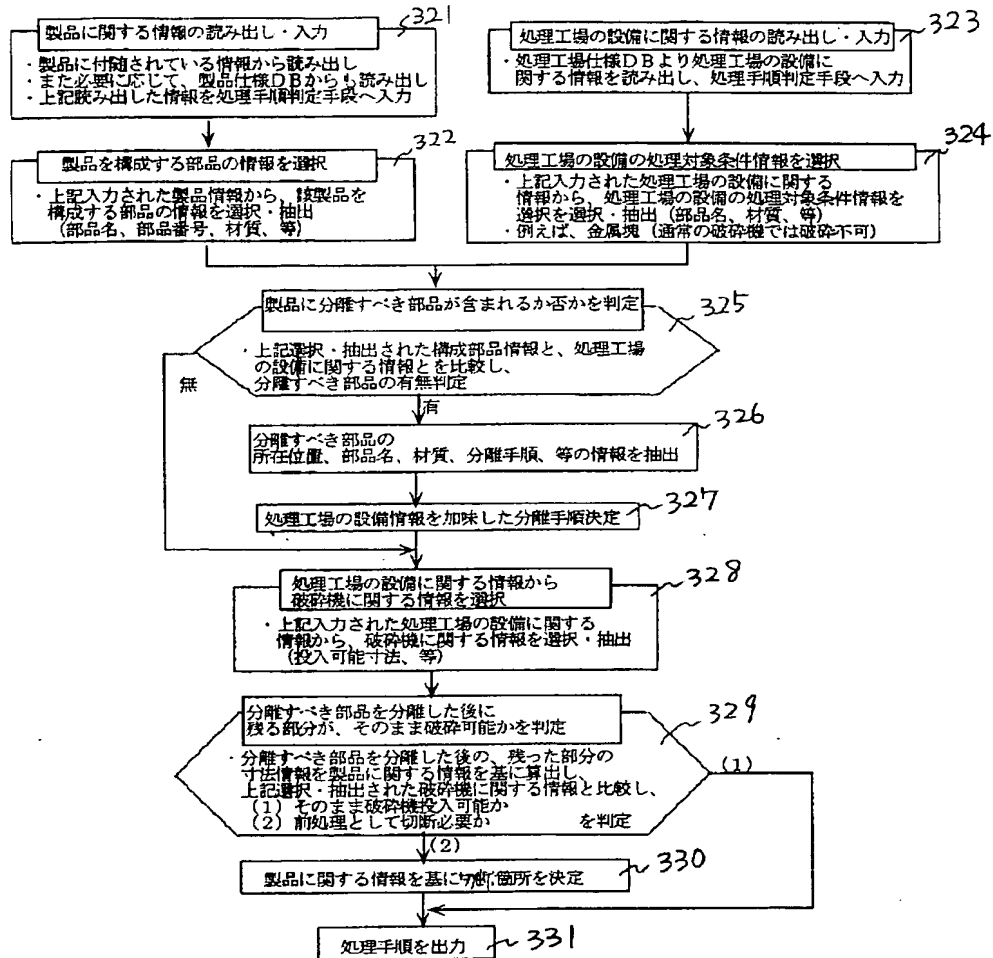 製品に関する情報の読み出し・入力
321
・製品に付随されている情報から読み出し
・また必要に応じて、製品仕様DBからも読み出し
・上記読み出した情報を処理手順判定手段へ入力
処理工場の設備に関する情報の読み出し・入力
323
・処理工場仕様DBより処理工場の設備に
関する情報を読み出し、処理手順判定手段へ入力
製品を構成する部品の情報を選択
322
・上記入力された製品情報から、該製品を
構成する部品の情報を選択・抽出
(部品名、部品番号、材質、等)
処理工場の設備の処理対象条件情報を選択
324
・上記入力された処理工場の設備に関する
情報から、処理工場の設備の処理対象条件情報を
選択を選択・抽出(部品名、材質、等)
・例えば、金属塊(通常の破砕機では破砕不可)
製品に分離すべき部品が含まれるか否かを判定
325
・上記選択・抽出された構成部品情報と、処理工場
の設備に関する情報とを比較し、
分離すべき部品の有無判定
無
有
326
分離すべき部品の
所在位置、部品名、材質、分離手順、等の情報を抽出
327
処理工場の設備情報を加味した分離手順決定
処理工場の設備に関する情報から
破砕機に関する情報を選択
328
・上記入力された処理工場の設備に関する
情報から、破砕機に関する情報を選択・抽出
(投入可能寸法、等)
分離すべき部品を分離した後に
残る部分が、そのまま破砕可能かを判定
329
・分離すべき部品を分離した後の、残った部分の
寸法情報を製品に関する情報を基に算出し、
上記選択・抽出された破砕機に関する情報と比較し、
(1)そのまま破砕機投入可能か
(2)前処理として切断必要か を判定
(1)
(2)
330
製品に関する情報を基に切断箇所を決定
処理手順を出力
331